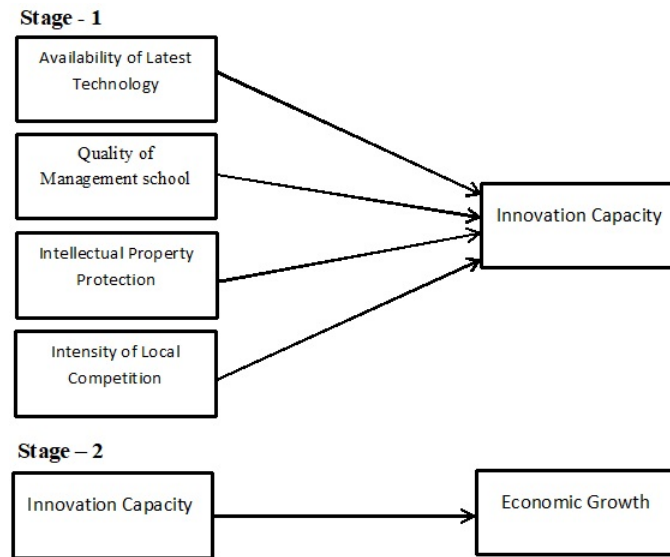 Stage - 1
Availability of Latest
Technology
Quality of
Management school
Innovation Capacity
Intellectual Property
Protection
Intensity of Local
Competition
Stage – 2
Innovation Capacity
Economic Growth